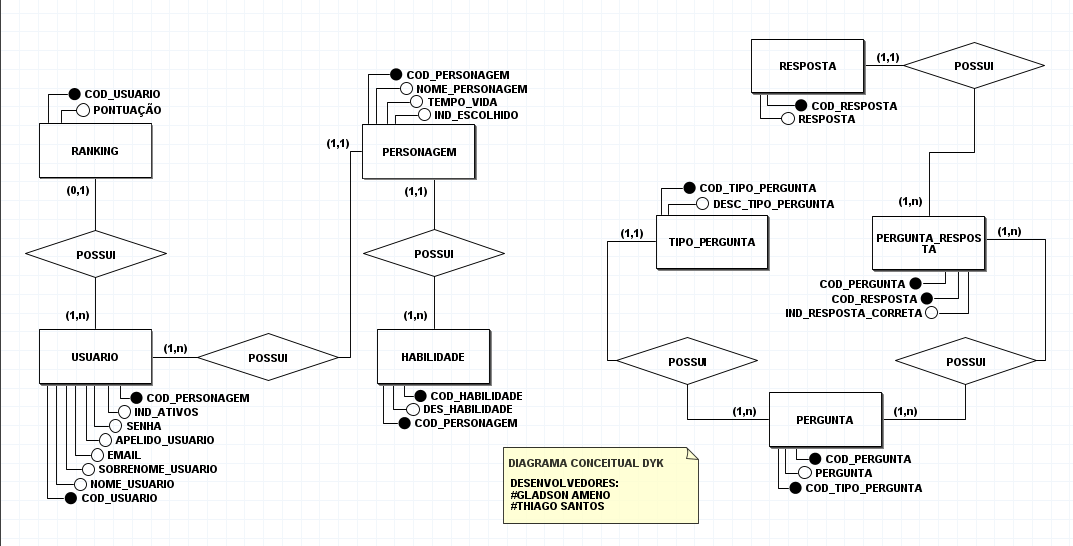 COD_USUARIO
PONTUAÇÃO
RANKING
(0,1)
POSSUI
(1,n)
USUARIO
(1,n)
COD_PERSONAGEM
IND_ATIVOS
SENHA
APELIDO_USUARIO
EMAIL
SOBRENOME_USUARIO
NOME_USUARIO
COD_USUARIO
POSSUI
(1,1)
COD_PERSONAGEM
NOME_PERSONAGEM
TEMPO_VIDA
IND_ESCOLHIDO
PERSONAGEM
(1,1)
POSSUI
(1,n)
HABILIDADE
COD_HABILIDADE
DES_HABILIDADE
COD_PERSONAGEM
RESPOSTA
(1,1)
POSSUI
COD_RESPOSTA
RESPOSTA
COD_TIPO_PERGUNTA
DESC_TIPO_PERGUNTA
(1,1)
TIPO_PERGUNTA
(1,n)
PERGUNTA_RESPOS
TA
(1,n)
COD_PERGUNTA
COD_RESPOSTA
IND_RESPOSTA_CORRETA
POSSUI
POSSUI
(1,n)
PERGUNTA
(1,n)
COD_PERGUNTA
PERGUNTA
COD_TIPO_PERGUNTA
DIAGRAMA CONCEITUAL DYK
DESENVOLVEDORES:
#GLADSON AMENO
#THIAGO SANTOS